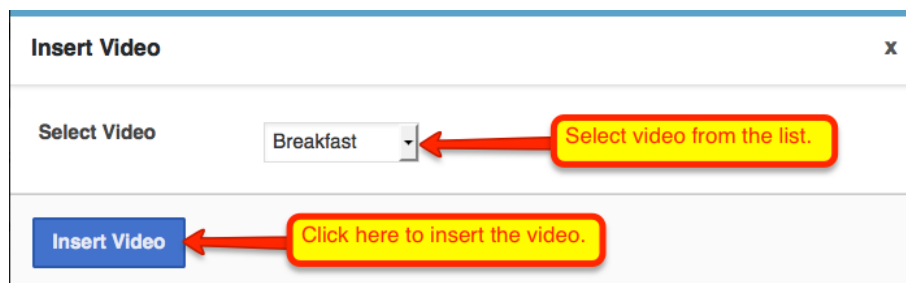 Insert Video x
Select Video Breakfast Select video from the list.
Insert Video Click here to insert the video.